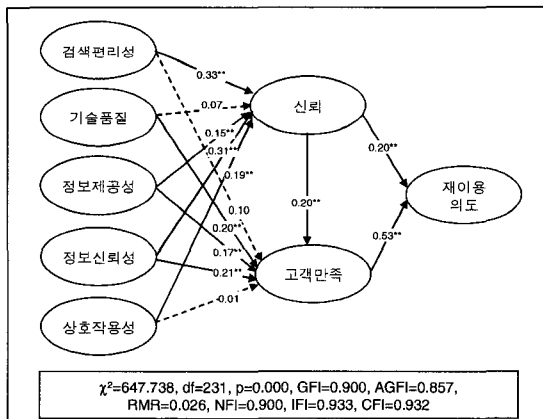 검색편리성
기술품질
정보제공성
정보신뢰성
상호작용성
신뢰
고객만족
재이용
의도
0.33**
0.07
0.15**
0.31**
0.19**
0.10
0.20**
0.17**
0.21**
0.01
0.20**
0.20**
0.53**
χ²=647.738, df=231, p=0.000, GFI=0.900, AGFI=0.857,
RMR=0.026, NFI=0.900, IFI=0.933, CFI=0.932